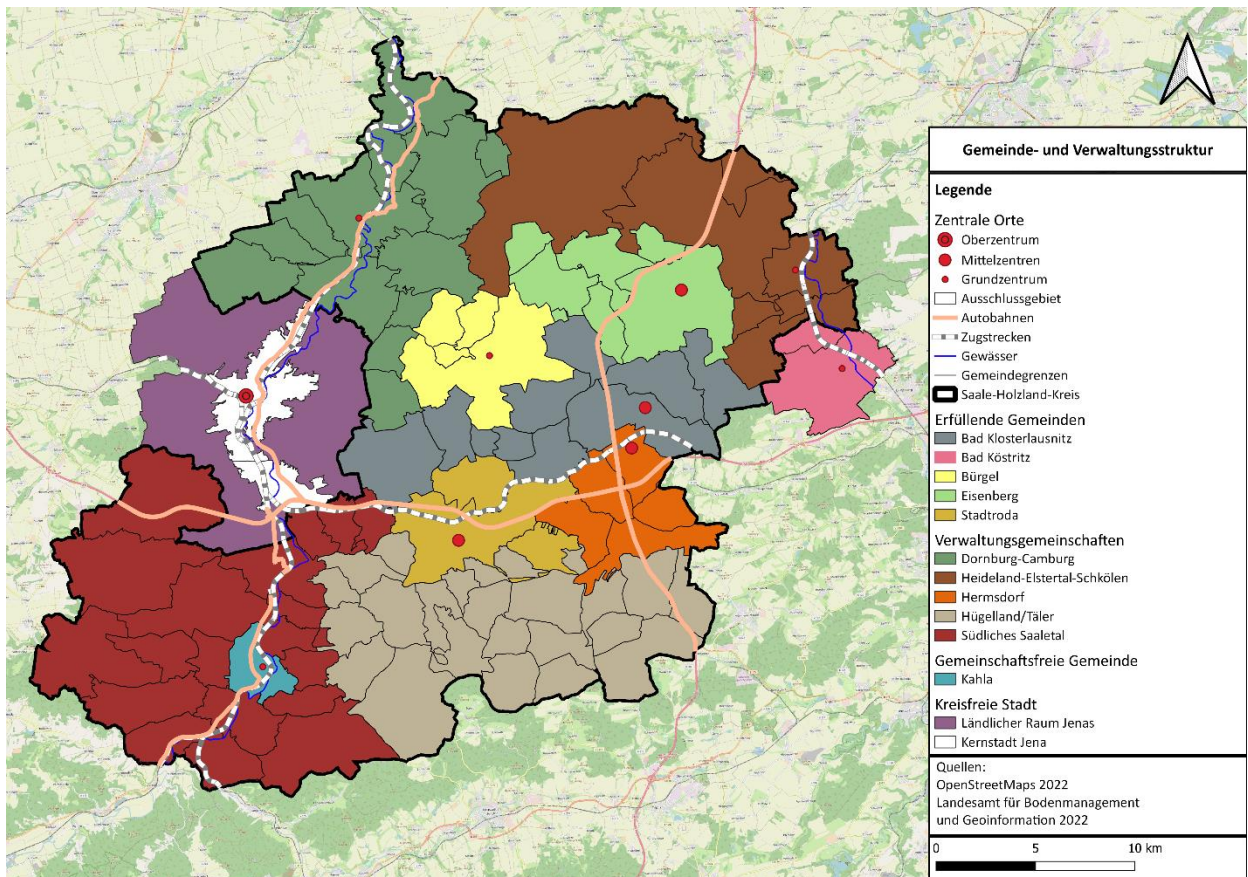 Gemeinde- und Verwaltungsstruktur
Legende
Zentrale Orte
Oberzentrum
Mittelzentren
Grundzentrum
Ausschlussgebiet
Autobahnen
Zugstrecken
Gewässer
Gemeindegrenzen
Saale-Holzland-Kreis
Erfüllende Gemeinden
Bad Klosterlausnitz
Bad Köstritz
Bürgel
Eisenberg
Stadtroda
Verwaltungsgemeinschaften
Dornburg-Camburg
Heideland-Elstertal-Schkölen
Hermsdorf
Hügelland/Täler
Südliches Saaletal
Gemeinschaftsfreie Gemeinde
Kahla
Kreisfreie Stadt
Ländlicher Raum Jenas
Kernstadt Jena
Quellen:
OpenStreetMaps 2022
Landesamt für Bodenmanagement
und Geoinformation 2022
0 5 10 km